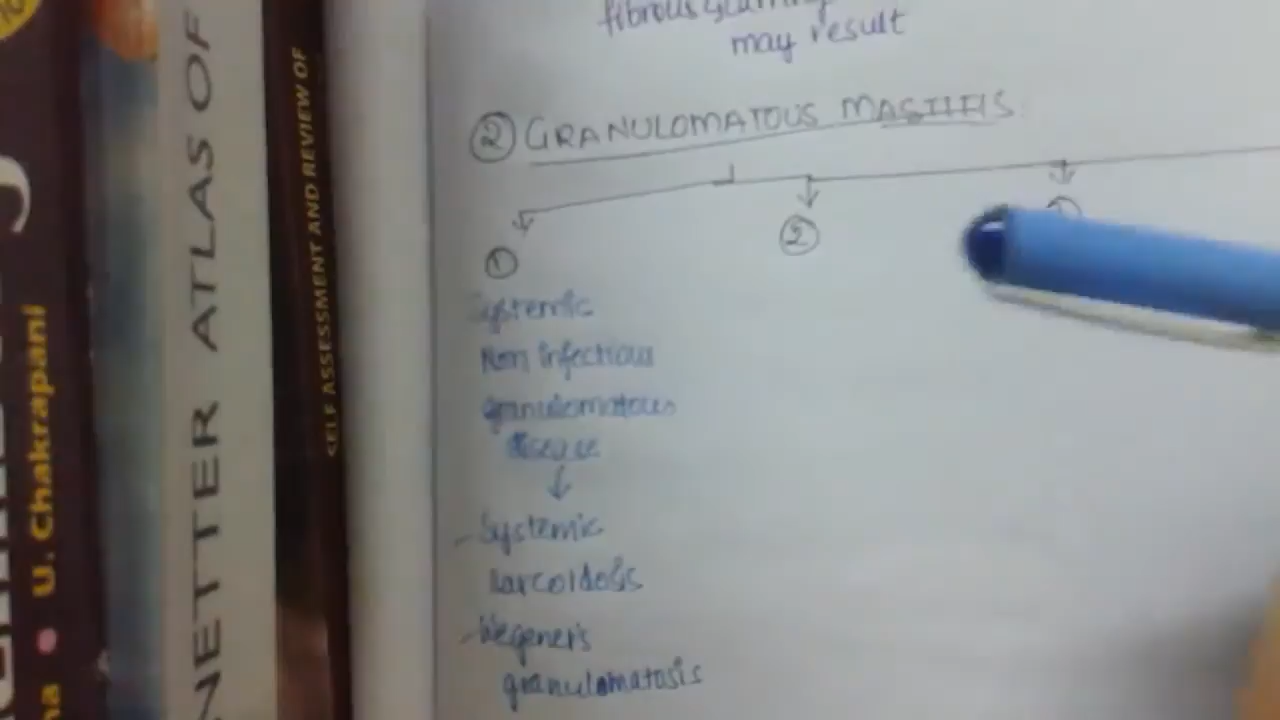 fibrous
may result
② GRANULOMATOUS MASTITIS
①
②
Systemic
Non infectious
granulomatous
disease
- Systemic
sarcoidosis
- Wegener's
granulomatosis
U. Chakrapani
NETTER ATLAS OF
SELF ASSESSMENT AND REVIEW OF